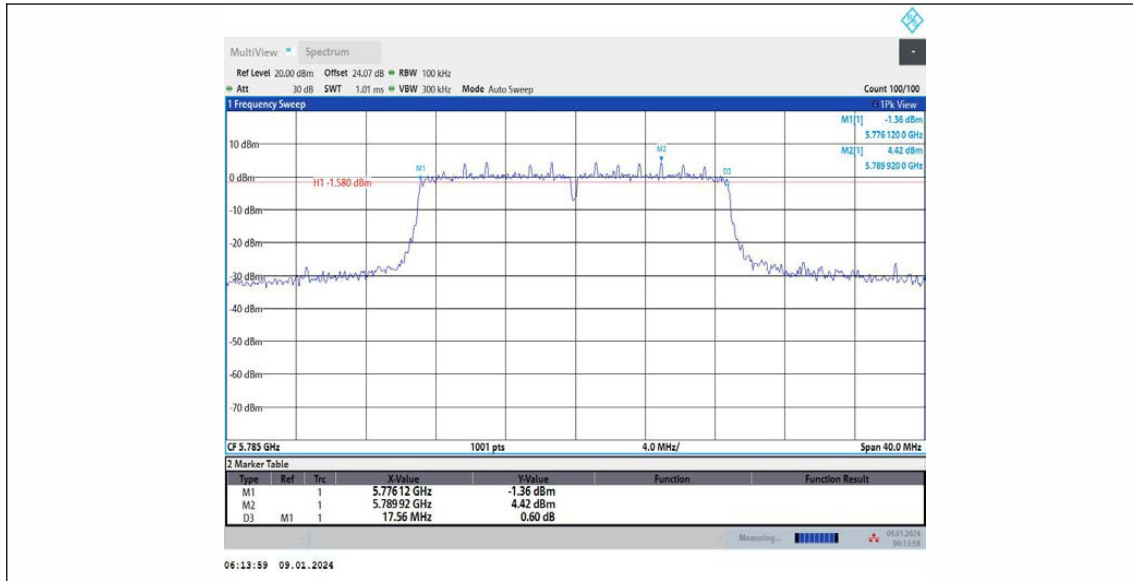 MultiView Spectrum
Ref Level 20.00 dBm Offset 24.07 dB RBW 100 kHz
Att 30 dB SWT 1.01 ms VBW 300 kHz Mode Auto Sweep Count 100/100
1 Frequency Sweep 1Pk View
M1[1] -1.36 dBm
5.776 120 0 GHz
M2[1] 4.42 dBm
5.789 920 0 GHz
10 dBm
M2
M1
D3
0 dBm
H1 -1.580 dBm
-10 dBm
-20 dBm
-30 dBm
-40 dBm
-50 dBm
-60 dBm
-70 dBm
CF 5.785 GHz 1001 pts 4.0 MHz/ Span 40.0 MHz
2 Marker Table
Type Ref Trc X-Value Y-Value Function Function Result
M1 1 5.776 12 GHz -1.36 dBm
M2 1 5.789 92 GHz 4.42 dBm
D3 M1 1 17.56 MHz 0.60 dB
Measuring... 09.01.2024
06:13:58
06:13:59 09.01.2024